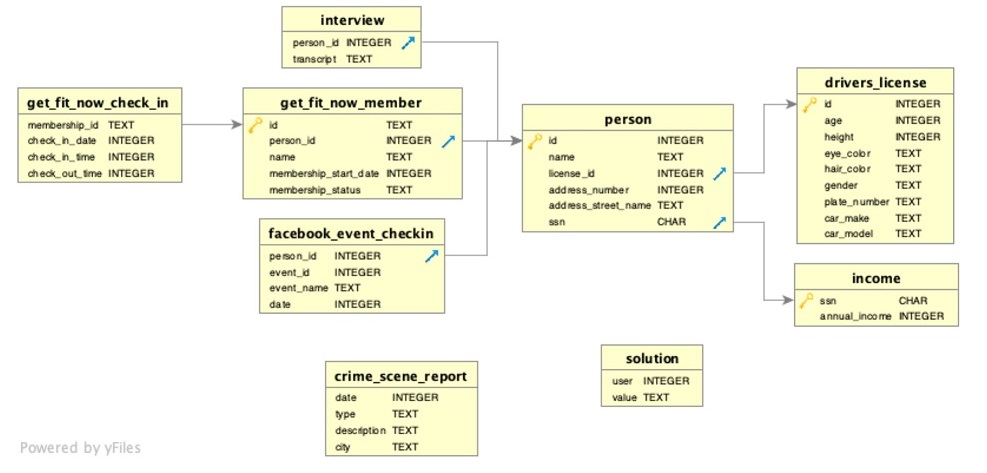 interview
person_id INTEGER
transcript TEXT
get_fit_now_check_in
membership_id TEXT
check_in_date INTEGER
check_in_time INTEGER
check_out_time INTEGER
get_fit_now_member
id TEXT
person_id INTEGER
name TEXT
membership_start_date INTEGER
membership_status TEXT
facebook_event_checkin
person_id INTEGER
event_id INTEGER
event_name TEXT
date INTEGER
person
id INTEGER
name TEXT
license_id INTEGER
address_number INTEGER
address_street_name TEXT
ssn CHAR
drivers_license
id INTEGER
age INTEGER
height INTEGER
eye_color TEXT
hair_color TEXT
gender TEXT
plate_number TEXT
car_make TEXT
car_model TEXT
income
ssn CHAR
annual_income INTEGER
crime_scene_report
date INTEGER
type TEXT
description TEXT
city TEXT
solution
user INTEGER
value TEXT
Powered by yFiles